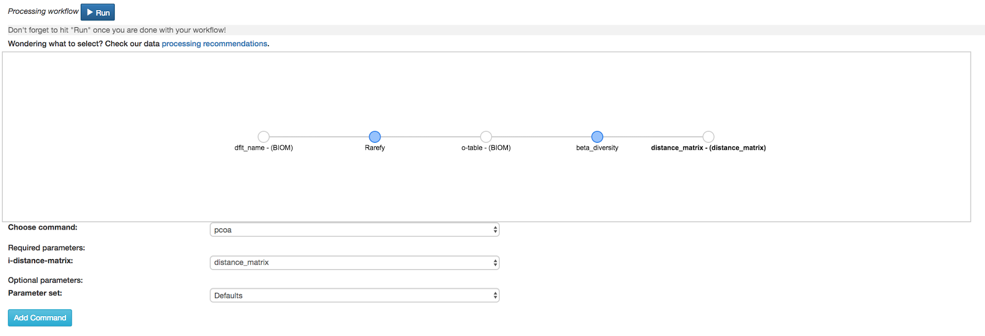 Processing workflow Run
Don't forget to hit "Run" once you are done with your workflow!
Wondering what to select? Check our data processing recommendations.
dflt_name - (BIOM) Rarefy o-table - (BIOM) beta_diversity distance_matrix - (distance_matrix)
Choose command: pcoa
Required parameters:
i-distance-matrix: distance_matrix
Optional parameters:
Parameter set: Defaults
Add Command